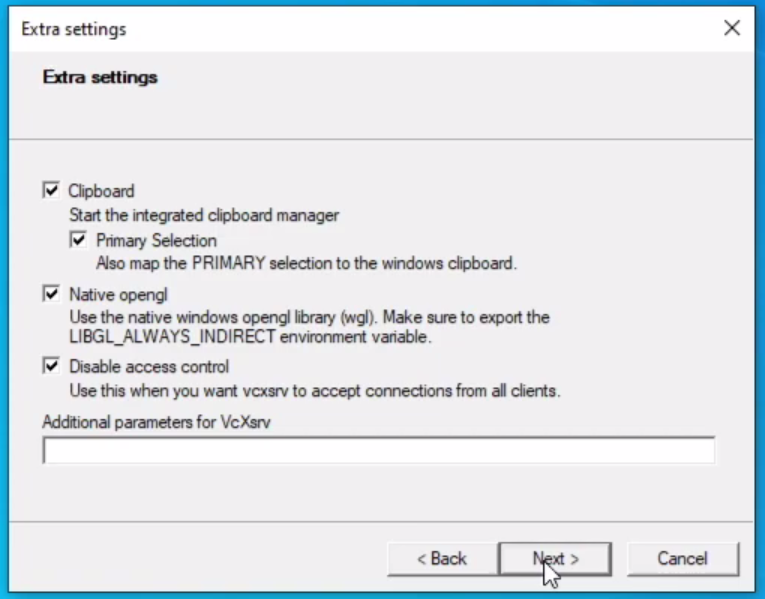 Extra settings
Extra settings
Clipboard
Start the integrated clipboard manager
Primary Selection
Also map the PRIMARY selection to the windows clipboard.
Native opengl
Use the native windows opengl library (wgl). Make sure to export the
LIBGL_ALWAYS_INDIRECT environment variable.
Disable access control
Use this when you want vcxsrv to accept connections from all clients.
Additional parameters for VcXsrv
< Back
Next >
Cancel